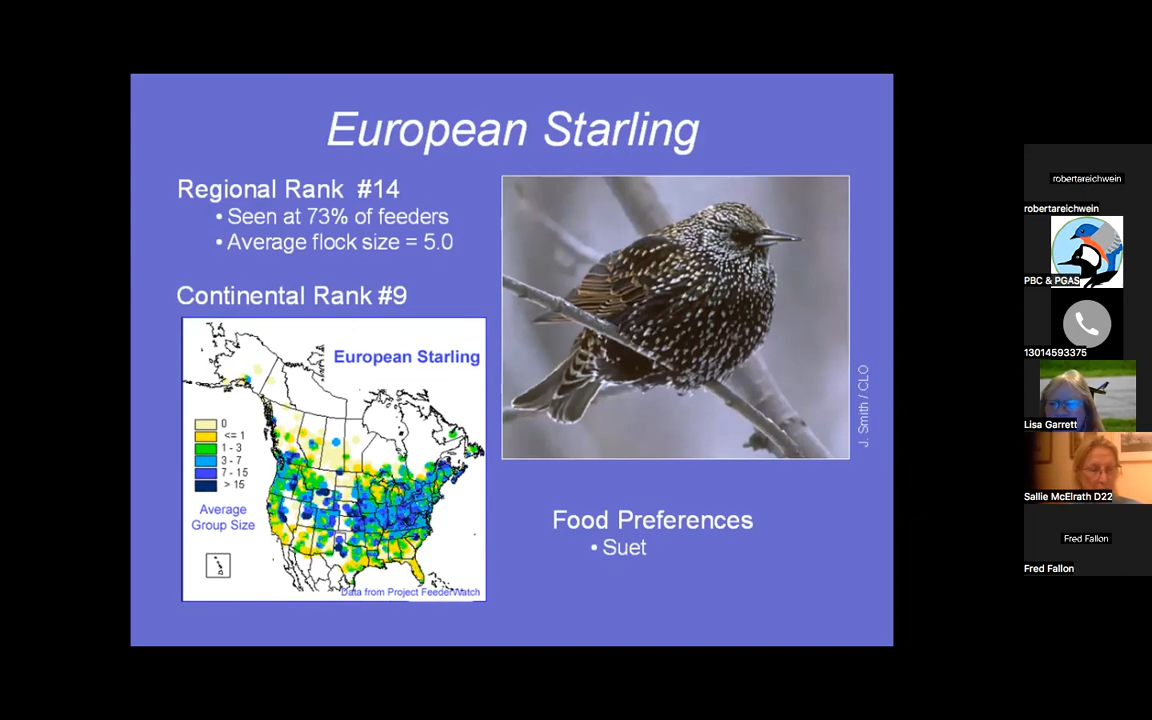 European Starling
Regional Rank #14
• Seen at 73% of feeders
• Average flock size = 5.0
Continental Rank #9
European Starling
0
<= 1
1 - 3
3 - 7
7 - 15
> 15
Average
Group Size
Data from Project FeederWatch
J. Smith / CLO
Food Preferences
• Suet
robertareichwein
robertareichwein
PBC & PGAS
13014593375
Lisa Garrett
Sallie McElrath D22
Fred Fallon
Fred Fallon